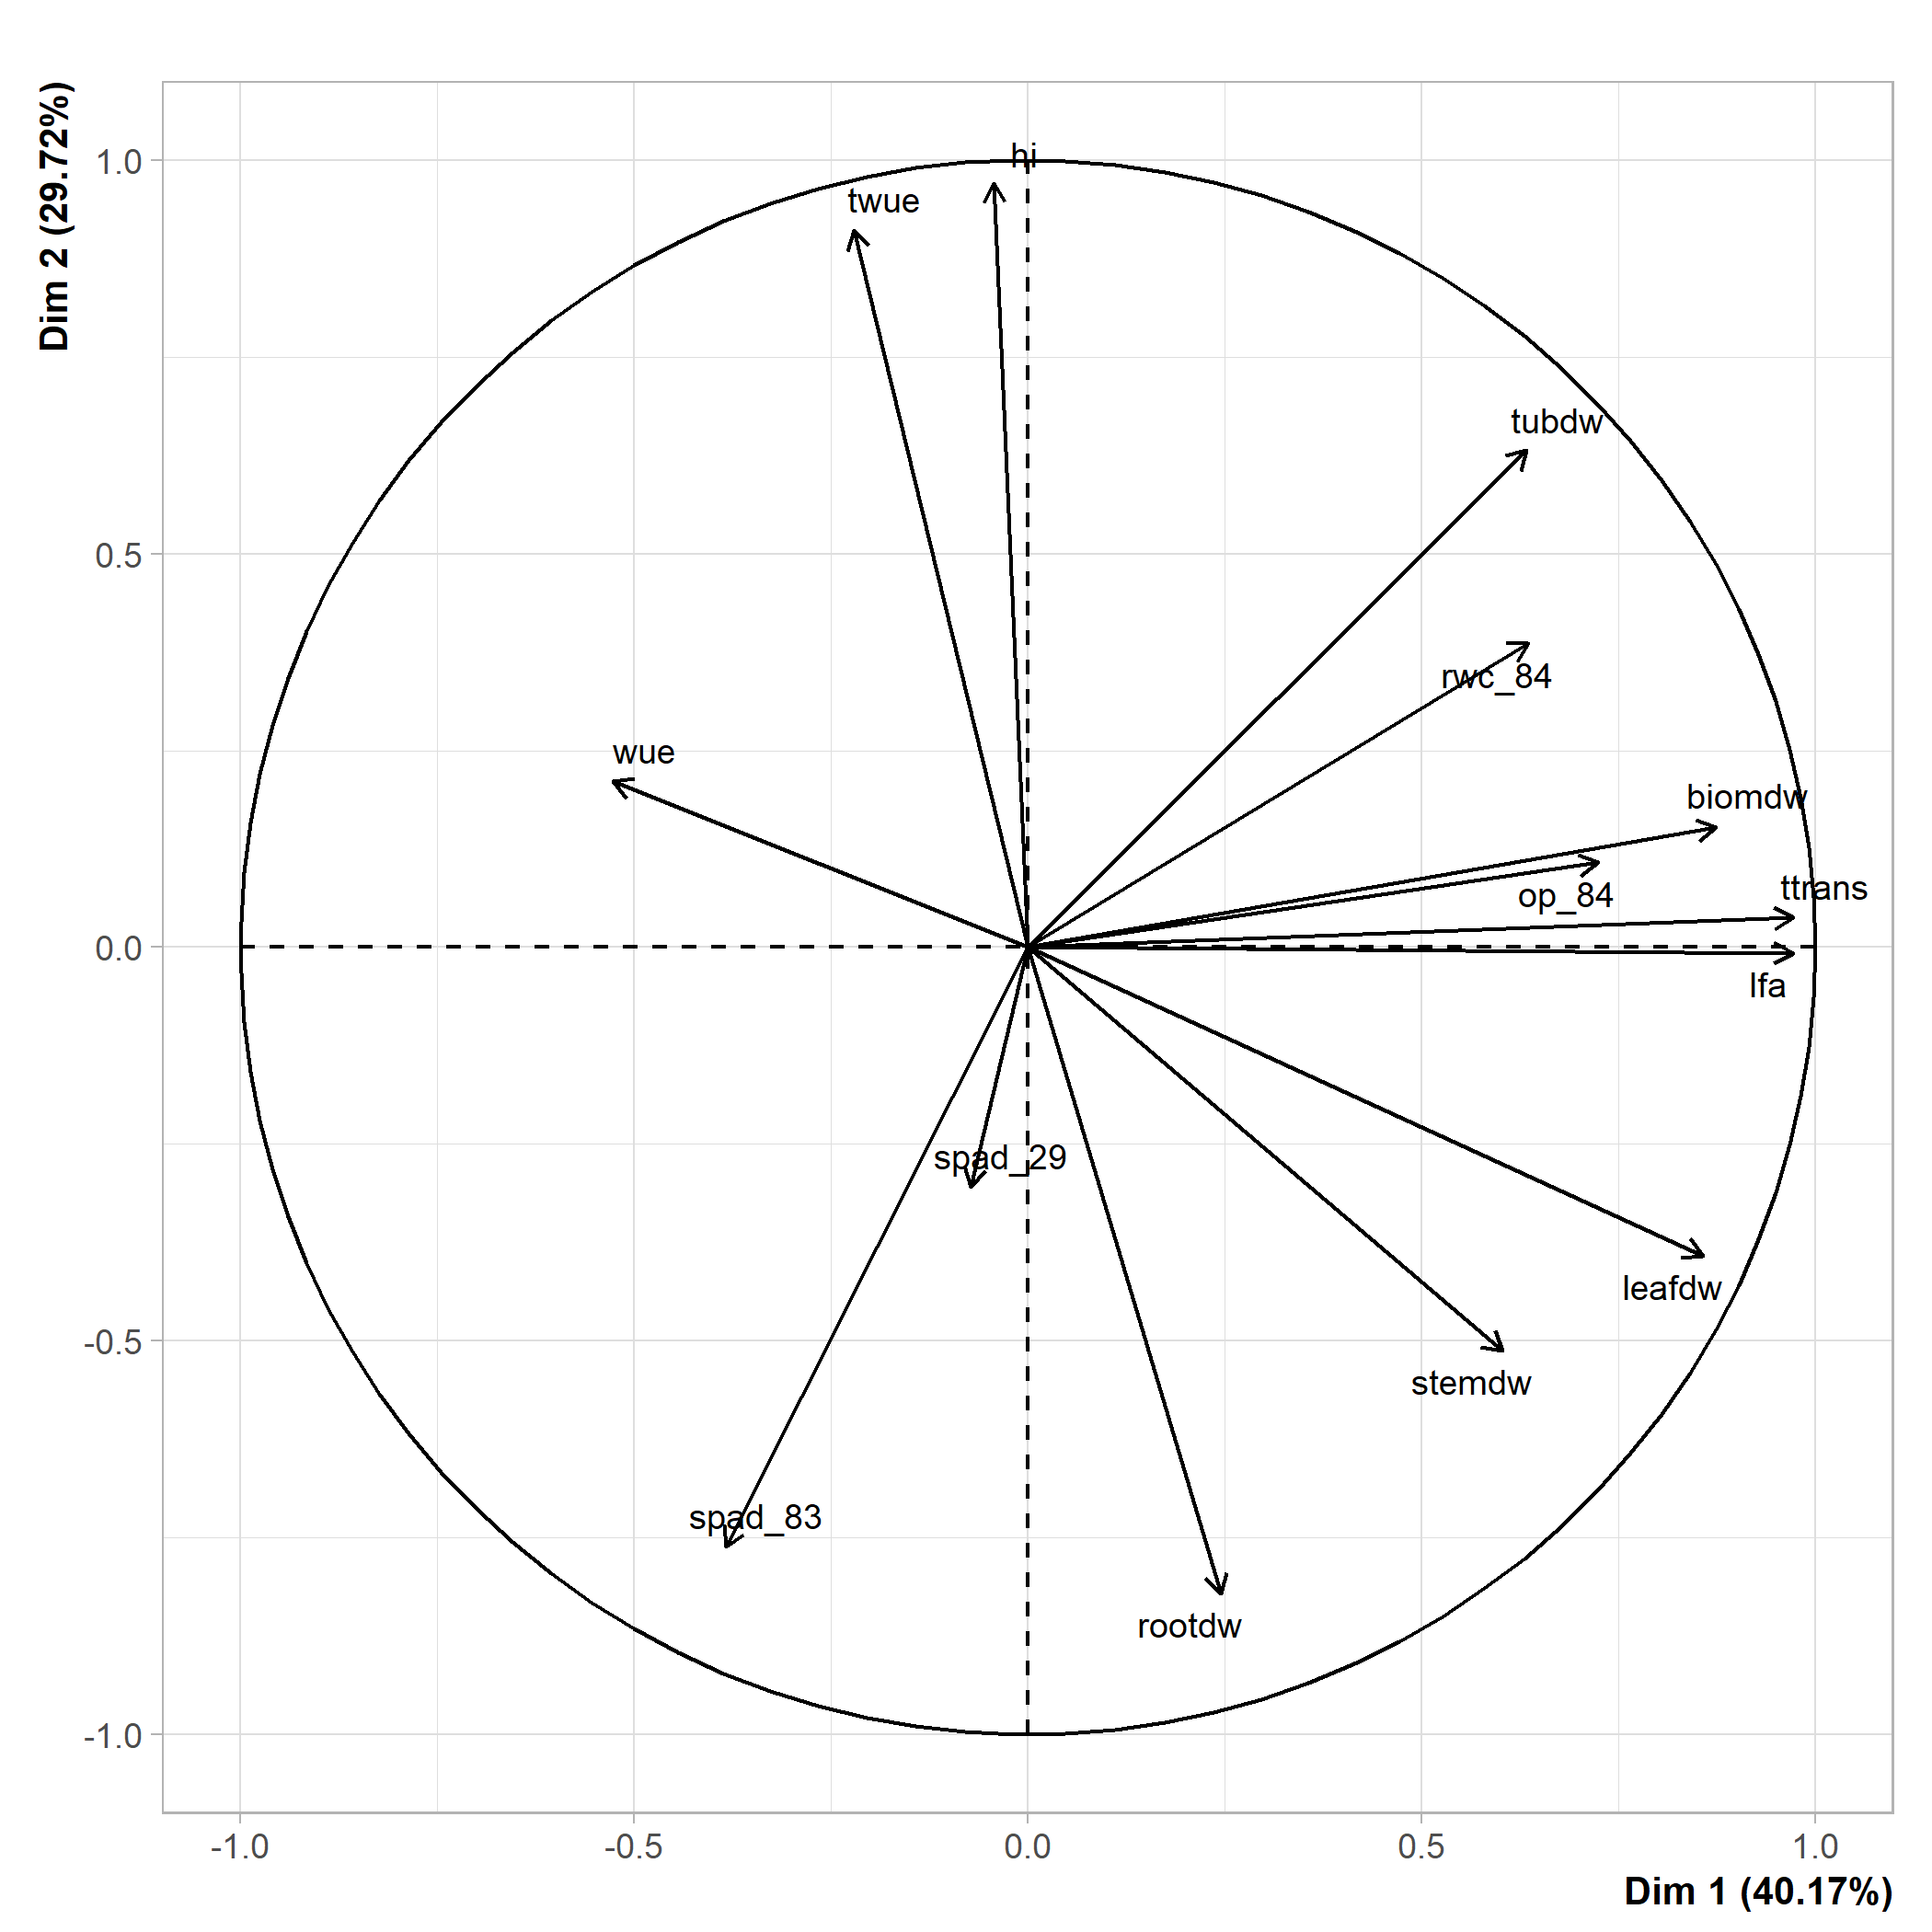 Dim 2 (29.72%)
1.0
0.5
0.0
-0.5
-1.0
hi
twue
tubdw
rwc_84
wue
biomdw
ttrans
op_84
lfa
spad_29
leafdw
stemdw
spad_83
rootdw
-1.0 -0.5 0.0 0.5 1.0
Dim 1 (40.17%)